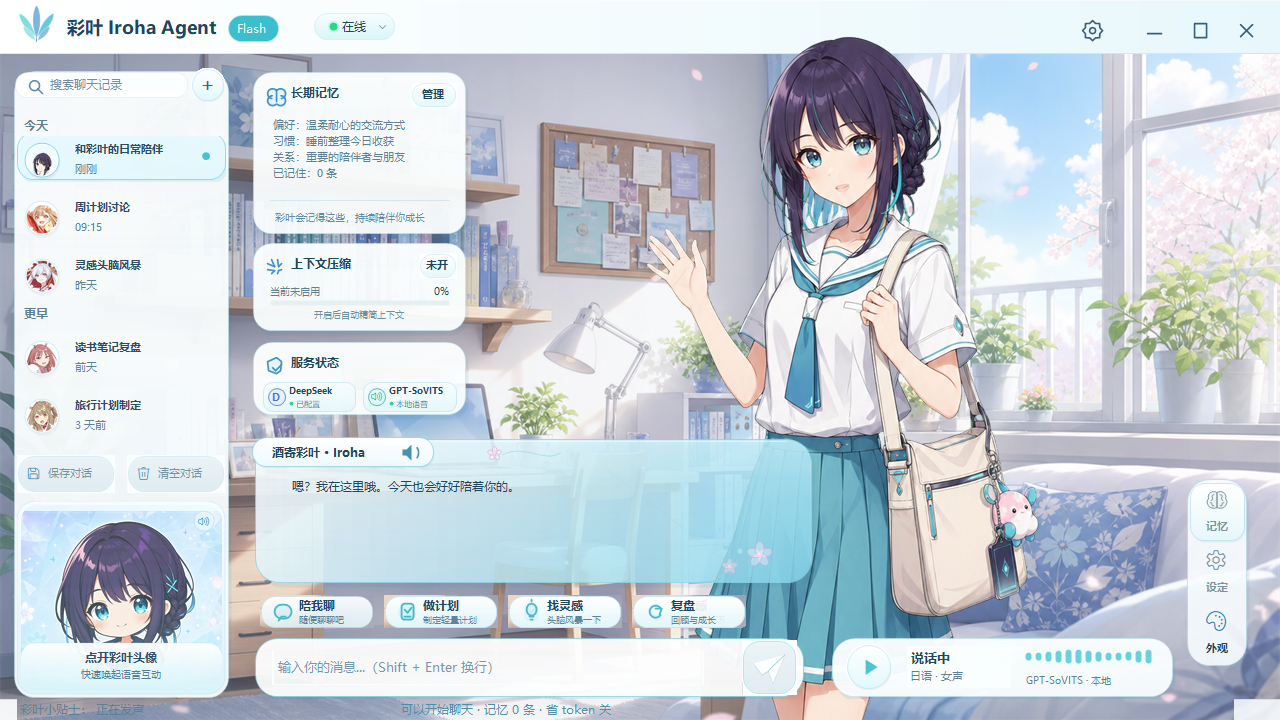 彩叶 Iroha Agent
Flash
在线
搜索聊天记录
+
今天
和彩叶的日常陪伴
刚刚
周计划讨论
09:15
灵感头脑风暴
昨天
更早
读书笔记复盘
前天
旅行计划制定
3 天前
保存对话
清空对话
点开彩叶头像
快速唤起语音互动
长期记忆
管理
偏好：温柔耐心的交流方式
习惯：睡前整理今日收获
关系：重要的陪伴者与朋友
已记住：0 条
彩叶会记得这些，持续陪伴你成长
上下文压缩
未开
当前未启用
0%
开启后自动精简上下文
服务状态
D
DeepSeek
已配置
GPT-SoVITS
本地语音
酒寄彩叶 • Iroha
嗯？我在这里哦。今天也会好好陪着你的。
陪我聊
随便聊聊吧
做计划
制定轻量计划
找灵感
头脑风暴一下
复盘
回顾与成长
输入你的消息...（Shift + Enter 换行）
说话中
日语 · 女声
GPT-SoVITS · 本地
记忆
设定
外观
彩叶小贴士： 正在发声
可以开始聊天 · 记忆 0 条 · 省 token 关